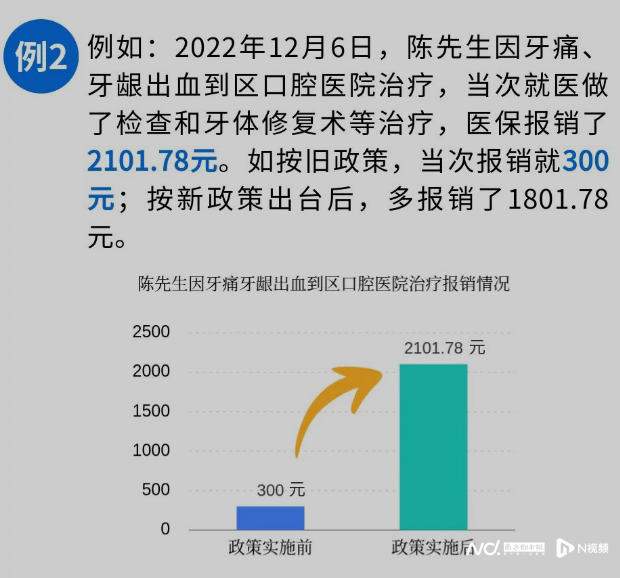 例2
例如：2022年12月6日，陈先生因牙痛、
牙龈出血到区口腔医院治疗，当次就医做
了检查和牙体修复术等治疗，医保报销了
2101.78元。如按旧政策，当次报销就300
元；按新政策出台后，多报销了1801.78
元。
陈先生因牙痛牙龈出血到区口腔医院治疗报销情况
2500
2000
1500
1000
500
0
300 元
2101.78 元
政策实施前
政策实施后
N视频